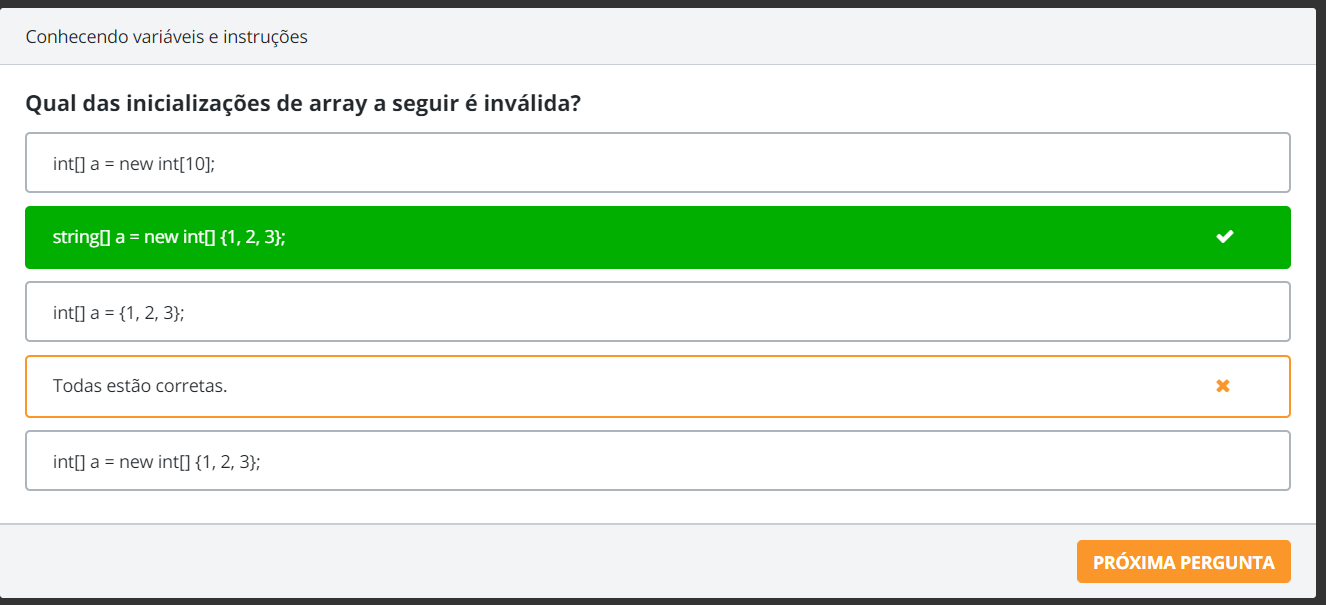 Conhecendo variáveis e instruções
Qual das inicializações de array a seguir é inválida?
int[] a = new int[10];
string[] a = new int[] {1, 2, 3};
int[] a = {1, 2, 3};
Todas estão corretas.
int[] a = new int[] {1, 2, 3};
PRÓXIMA PERGUNTA